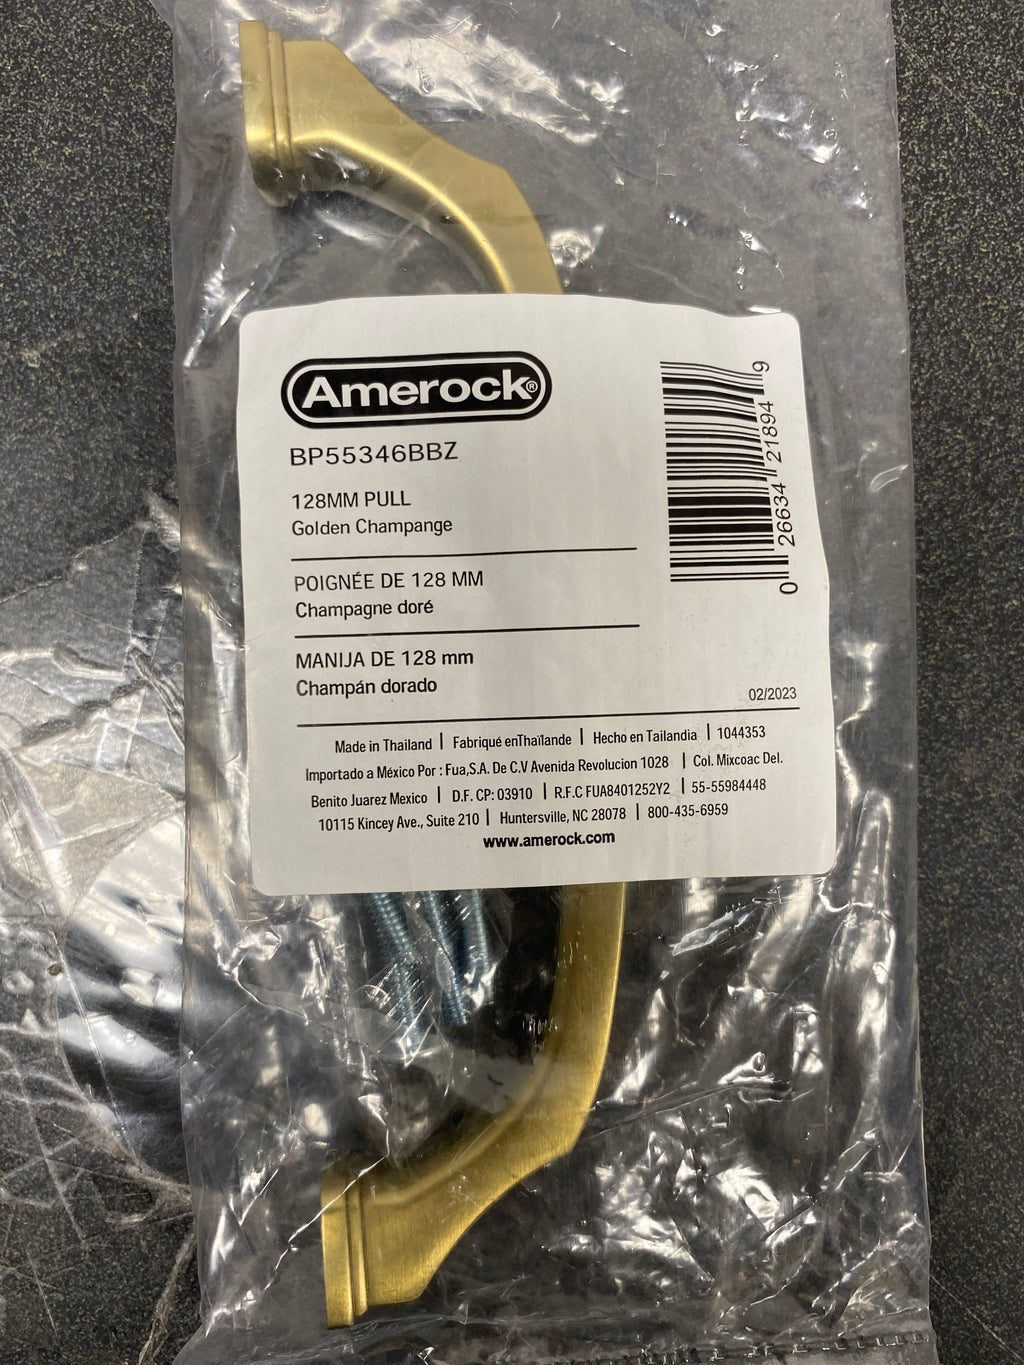 Amerock®
BP55346BBZ
128MM PULL
Golden Champange
POIGNÉE DE 128 MM
Champagne doré
MANIJA DE 128 mm
Champán dorado
0 26634 21894 9
02/2023
Made in Thailand | Fabriqué enThaïlande | Hecho en Tailandia | 1044353
Importado a México Por : Fua,S.A. De C.V Avenida Revolucion 1028 | Col. Mixcoac Del.
Benito Juarez Mexico | D.F. CP: 03910 | R.F.C FUA8401252Y2 | 55-55984448
10115 Kincey Ave., Suite 210 | Huntersville, NC 28078 | 800-435-6959
www.amerock.com